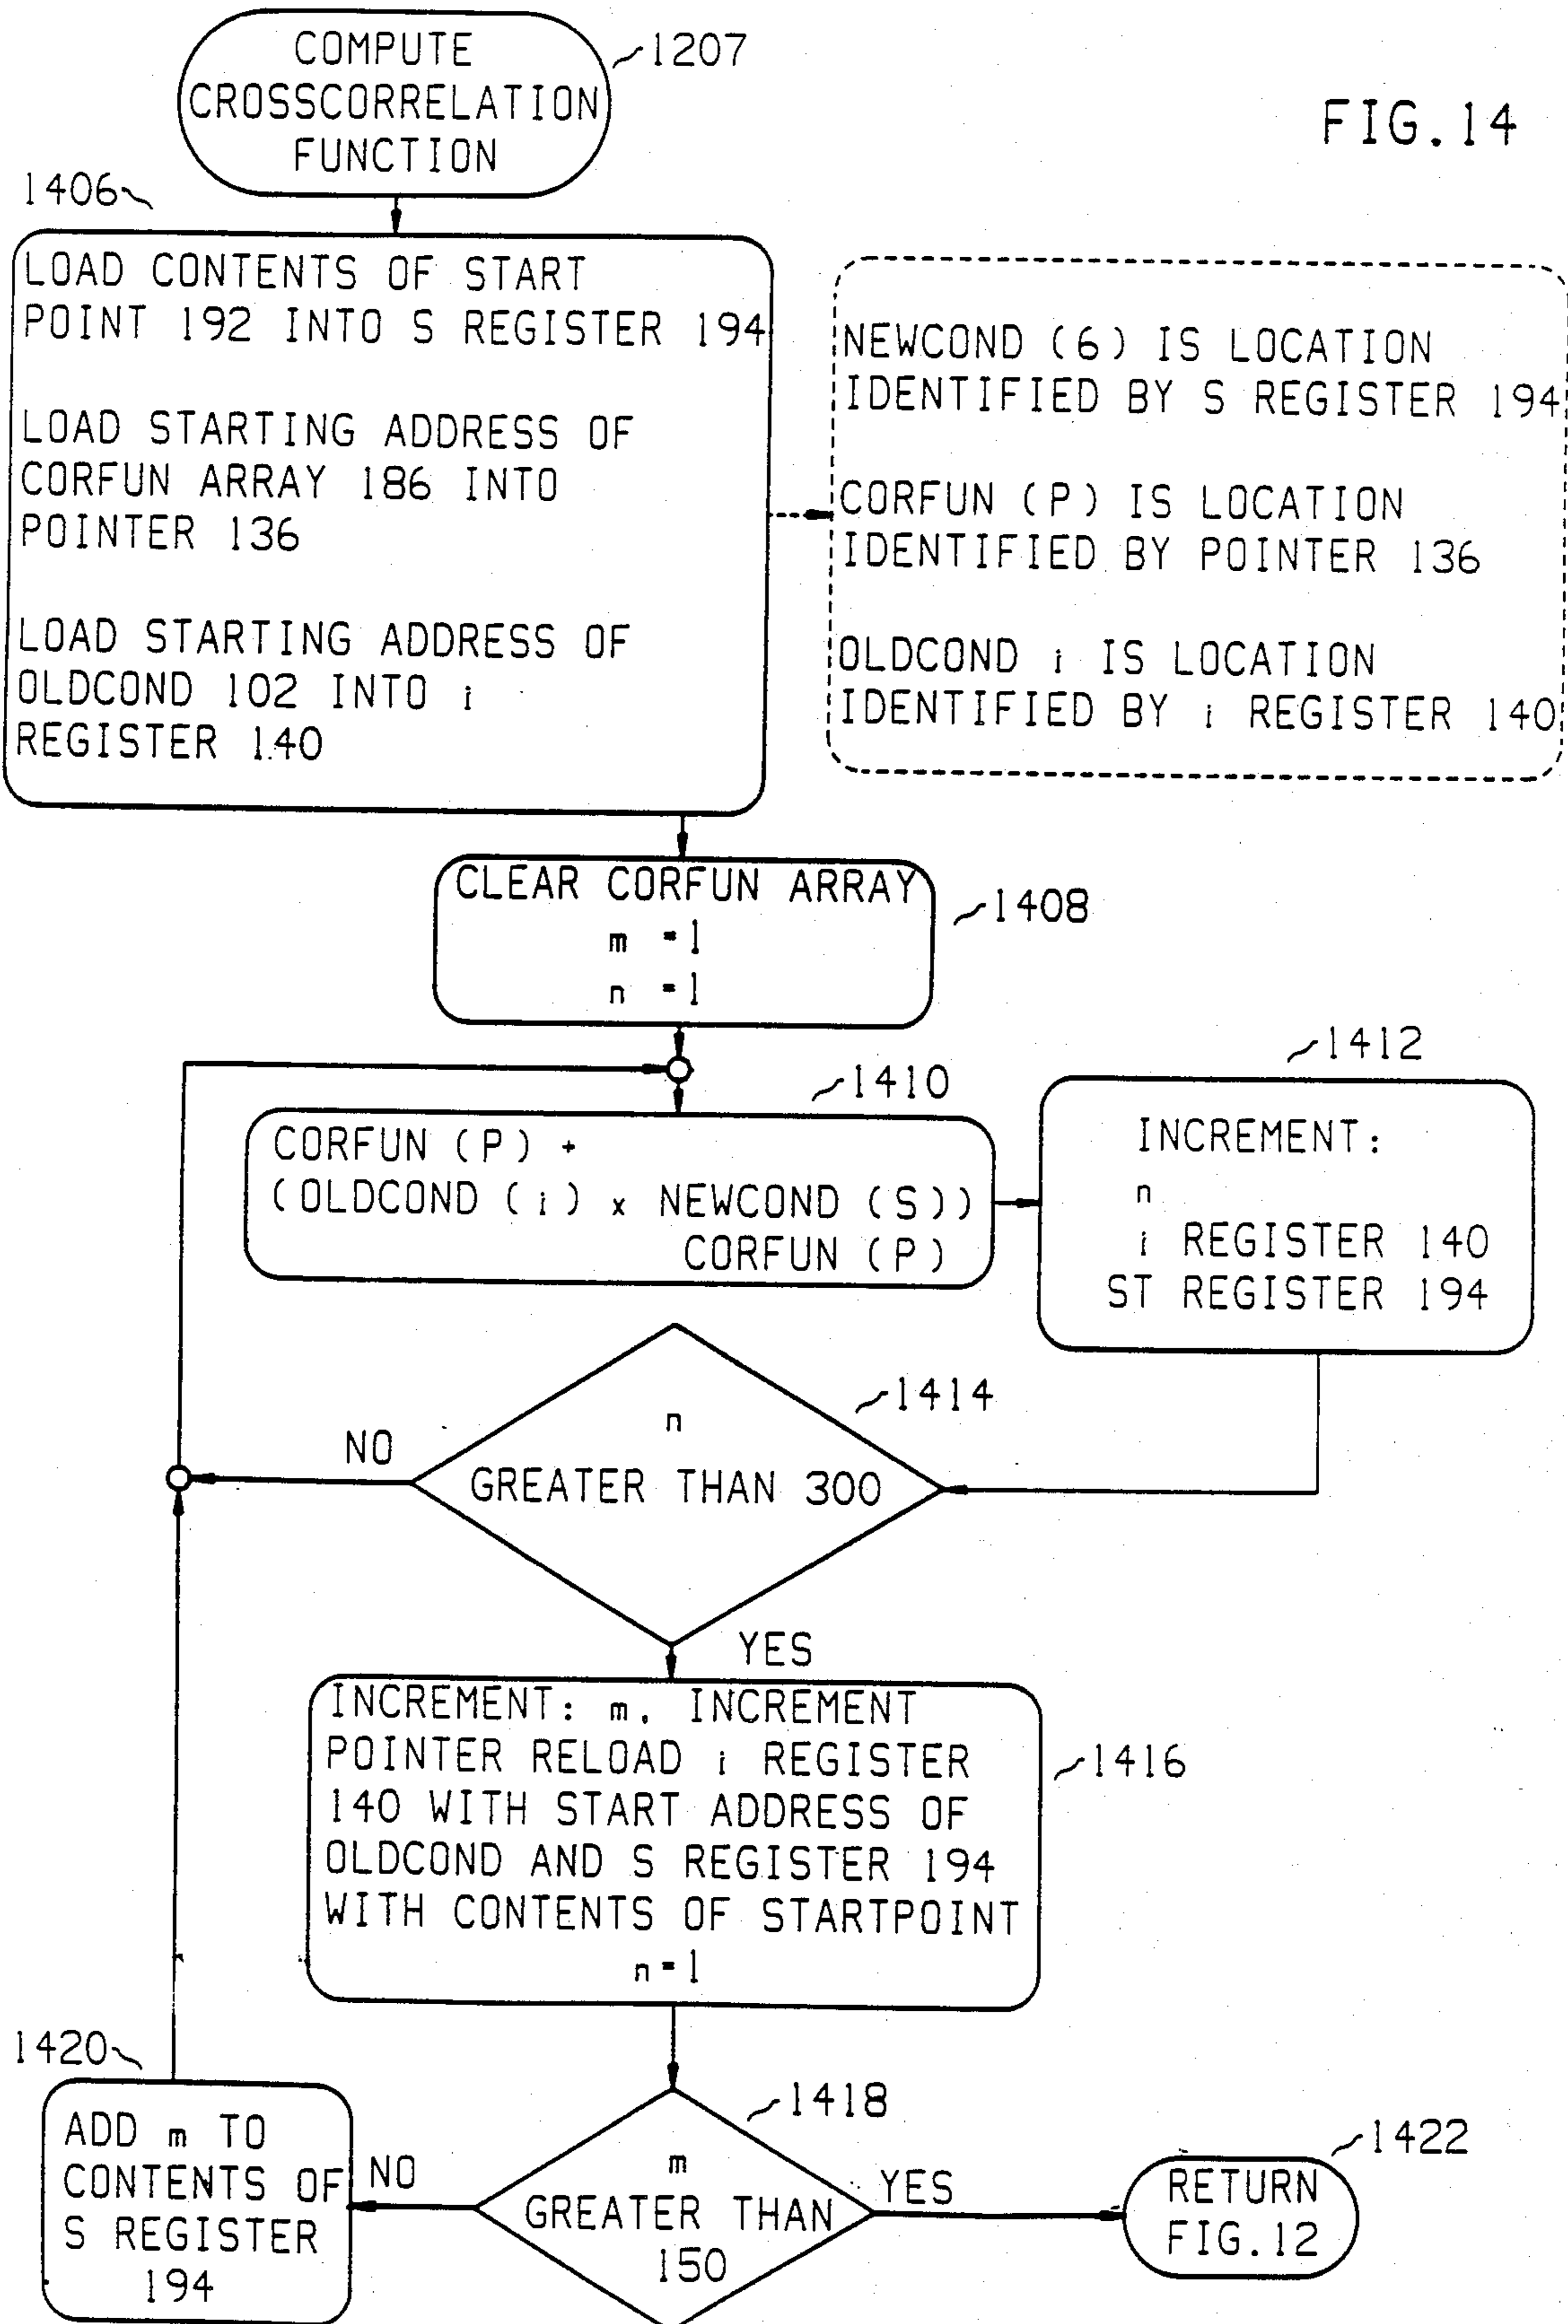 COMPUTE
CROSSCORRELATION
FUNCTION
1207
FIG.14
1406
LOAD CONTENTS OF START
POINT 192 INTO S REGISTER 194
LOAD STARTING ADDRESS OF
CORFUN ARRAY 186 INTO
POINTER 136
LOAD STARTING ADDRESS OF
OLDCOND 102 INTO i
REGISTER 140
NEWCOND (6) IS LOCATION
IDENTIFIED BY S REGISTER 194
CORFUN (P) IS LOCATION
IDENTIFIED BY POINTER 136
OLDCOND i IS LOCATION
IDENTIFIED BY i REGISTER 140
CLEAR CORFUN ARRAY
m =1
n =1
1408
1410
CORFUN (P) +
(OLDCOND (i) x NEWCOND (S))
CORFUN (P)
1412
INCREMENT:
n
i REGISTER 140
ST REGISTER 194
1414
n
GREATER THAN 300
NO
YES
INCREMENT: m. INCREMENT
POINTER RELOAD i REGISTER
140 WITH START ADDRESS OF
OLDCOND AND S REGISTER 194
WITH CONTENTS OF STARTPOINT
n=1
1416
1418
m
GREATER THAN
150
NO
YES
1420
ADD m TO
CONTENTS OF
S REGISTER
194
1422
RETURN
FIG.12